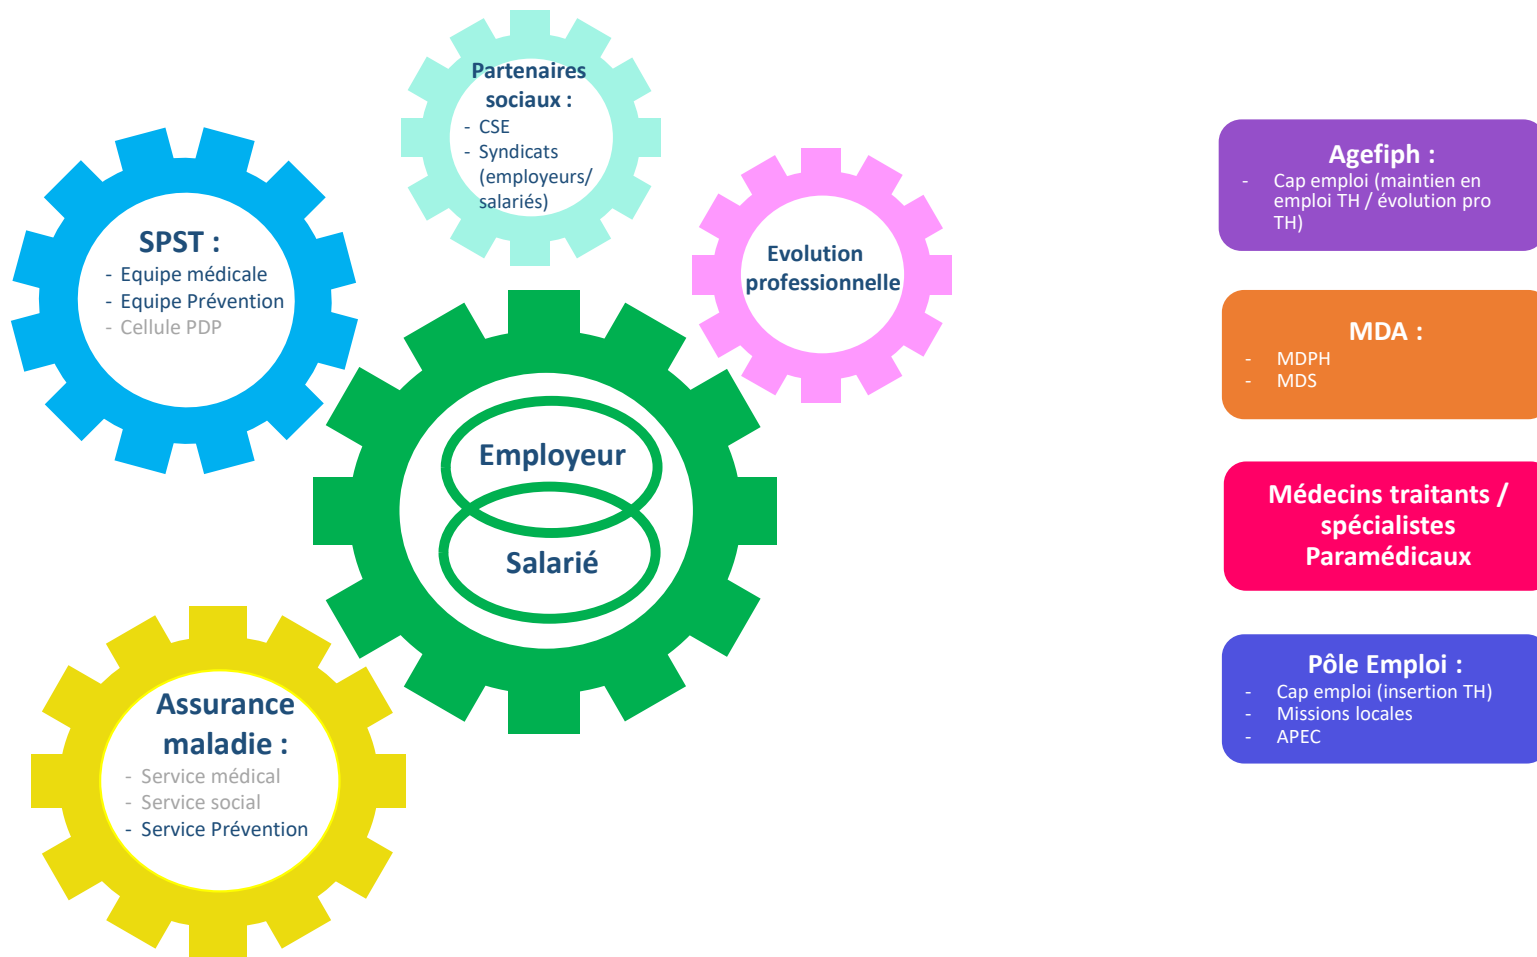 Partenaires
sociaux :
- CSE
- Syndicats
(employeurs/
salariés)
SPST :
- Equipe médicale
- Equipe Prévention
- Cellule PDP
Evolution
professionnelle
Employeur
Salarié
Assurance
maladie :
- Service médical
- Service social
- Service Prévention
Agefiph :
- Cap emploi (maintien en
emploi TH / évolution pro
TH)
MDA :
- MDPH
- MDS
Médecins traitants /
spécialistes
Paramédicaux
Pôle Emploi :
- Cap emploi (insertion TH)
- Missions locales
- APEC